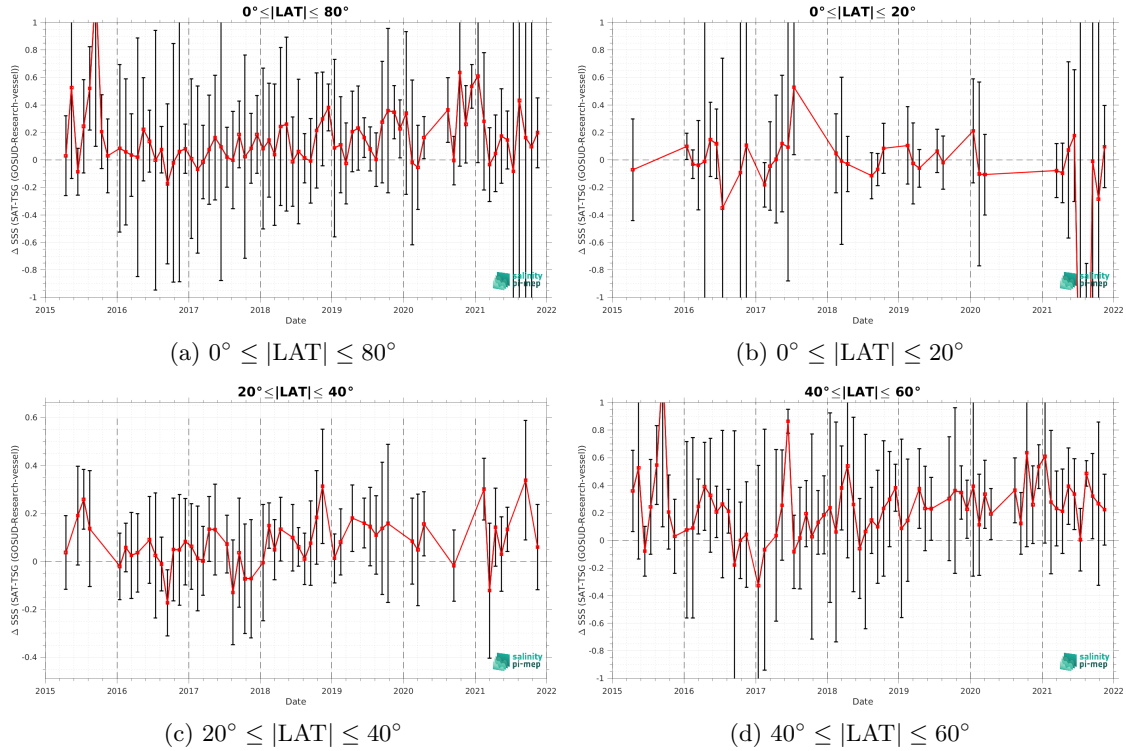 0°≤|LAT|≤ 80°
Δ SSS (SAT-TSG (GOSUD-Research-vessel))
1
0.8
0.6
0.4
0.2
0
-0.2
-0.4
-0.6
-0.8
-1
2015 2016 2017 2018 2019 2020 2021 2022
Date
salinity
pi-mep
(a) 0° ≤ |LAT| ≤ 80°
0°≤|LAT|≤ 20°
Δ SSS (SAT-TSG (GOSUD-Research-vessel))
1
0.8
0.6
0.4
0.2
0
-0.2
-0.4
-0.6
-0.8
-1
2015 2016 2017 2018 2019 2020 2021 2022
Date
salinity
pi-mep
(b) 0° ≤ |LAT| ≤ 20°
20°≤|LAT|≤ 40°
Δ SSS (SAT-TSG (GOSUD-Research-vessel))
0.6
0.4
0.2
0
-0.2
-0.4
2015 2016 2017 2018 2019 2020 2021 2022
Date
salinity
pi-mep
(c) 20° ≤ |LAT| ≤ 40°
40°≤|LAT|≤ 60°
Δ SSS (SAT-TSG (GOSUD-Research-vessel))
1
0.8
0.6
0.4
0.2
0
-0.2
-0.4
-0.6
-0.8
-1
2015 2016 2017 2018 2019 2020 2021 2022
Date
salinity
pi-mep
(d) 40° ≤ |LAT| ≤ 60°